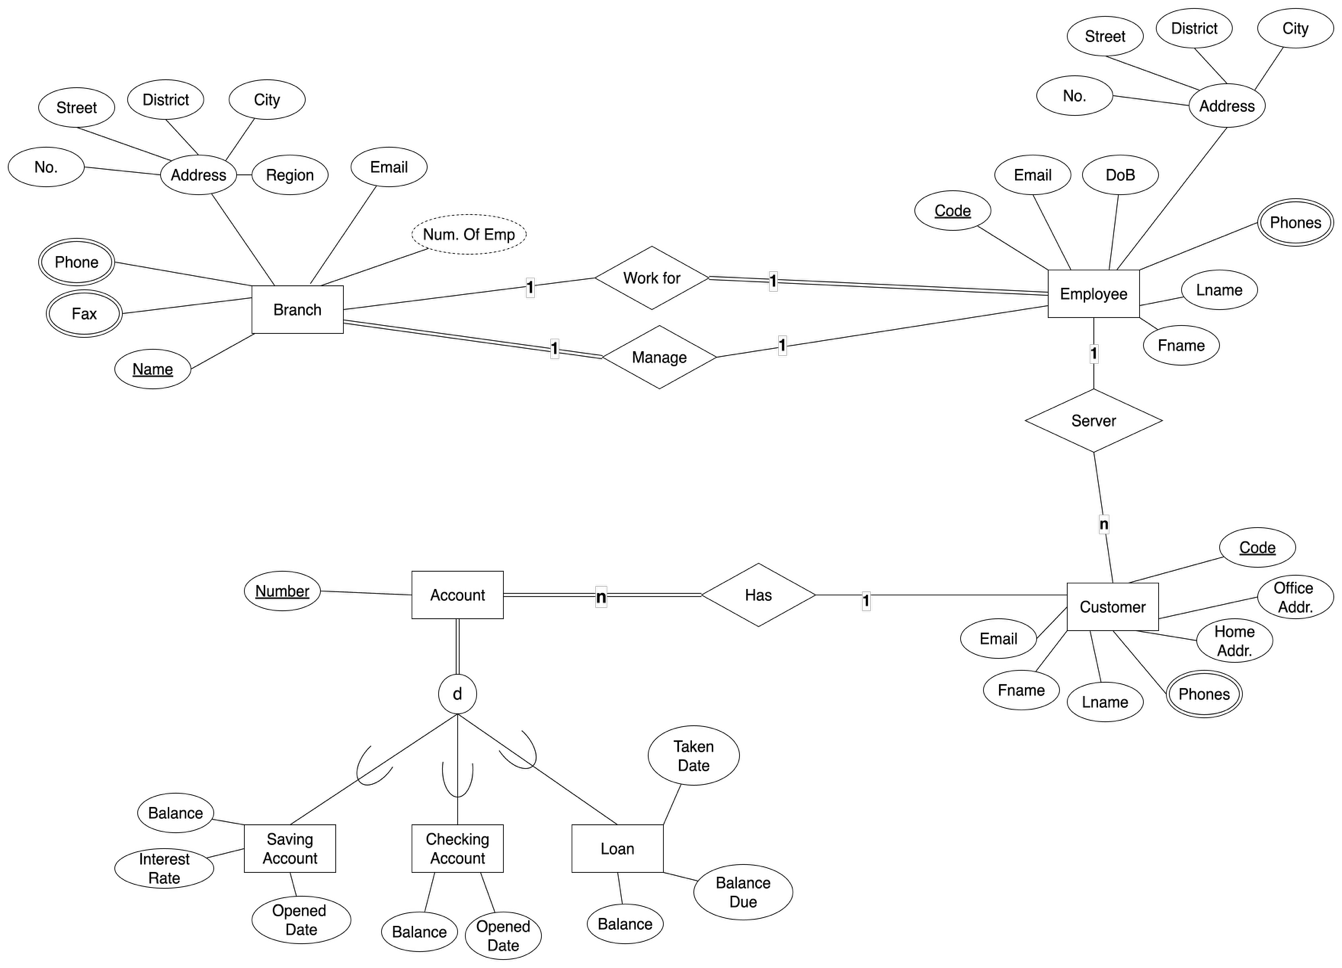 Street
District
City
No.
Address
Region
Email
Phone
Num. Of Emp
Fax
Branch
Name
1
Work for
1
1
Manage
1
Street
District
City
No.
Address
Email
DoB
Code
Phones
Employee
Lname
Fname
1
Server
n
Number
Account
n
Has
1
Customer
Code
Office
Addr.
Home
Addr.
Email
Fname
Lname
Phones
d
Taken
Date
Balance
Interest
Rate
Saving
Account
Opened
Date
Checking
Account
Balance
Opened
Date
Loan
Balance
Due
Balance